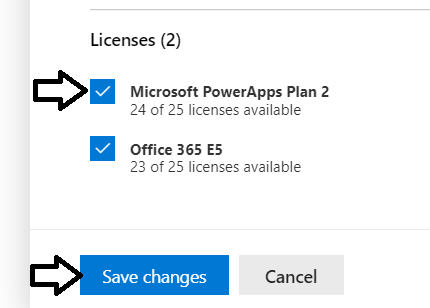 Licenses (2)
Microsoft PowerApps Plan 2
24 of 25 licenses available
Office 365 E5
23 of 25 licenses available
Save changes
Cancel